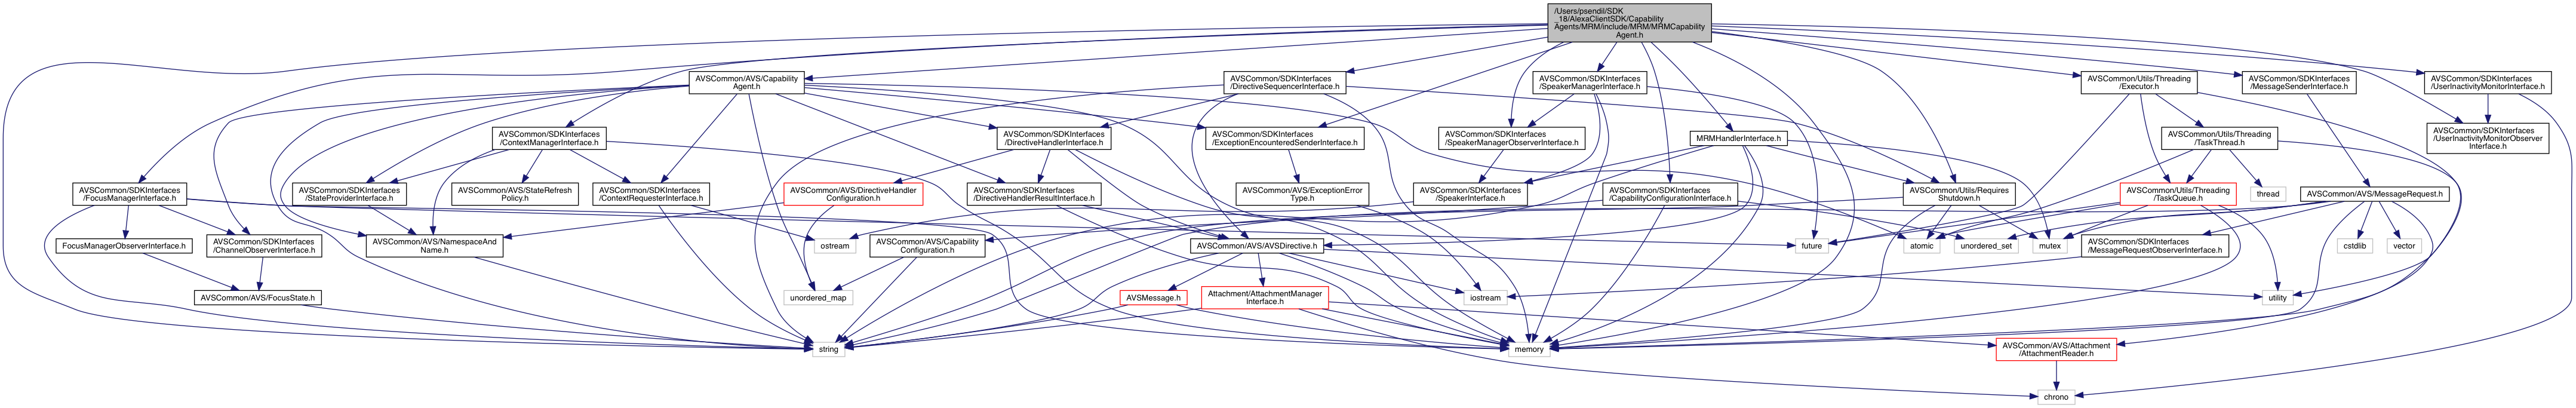 /Users/psendil/SDK
_18/AlexaClientSDK/Capability
Agents/MRM/include/MRM/MRMCapability
Agent.h
AVSCommon/AVS/Capability
Agent.h
AVSCommon/SDKInterfaces
/DirectiveSequencerInterface.h
AVSCommon/SDKInterfaces
/SpeakerManagerInterface.h
AVSCommon/Utils/Threading
/Executor.h
AVSCommon/SDKInterfaces
/MessageSenderInterface.h
AVSCommon/SDKInterfaces
/UserInactivityMonitorInterface.h
AVSCommon/SDKInterfaces
/ContextManagerInterface.h
AVSCommon/SDKInterfaces
/DirectiveHandlerInterface.h
AVSCommon/SDKInterfaces
/ExceptionEncounteredSenderInterface.h
AVSCommon/SDKInterfaces
/SpeakerManagerObserverInterface.h
MRMHandlerInterface.h
AVSCommon/Utils/Threading
/TaskThread.h
AVSCommon/SDKInterfaces
/UserInactivityMonitorObserver
Interface.h
AVSCommon/SDKInterfaces
/FocusManagerInterface.h
AVSCommon/SDKInterfaces
/StateProviderInterface.h
AVSCommon/AVS/StateRefresh
Policy.h
AVSCommon/SDKInterfaces
/ContextRequesterInterface.h
AVSCommon/AVS/DirectiveHandler
Configuration.h
AVSCommon/SDKInterfaces
/DirectiveHandlerResultInterface.h
AVSCommon/AVS/ExceptionError
Type.h
AVSCommon/SDKInterfaces
/SpeakerInterface.h
AVSCommon/SDKInterfaces
/CapabilityConfigurationInterface.h
AVSCommon/Utils/Requires
Shutdown.h
AVSCommon/Utils/Threading
/TaskQueue.h
thread
AVSCommon/AVS/MessageRequest.h
FocusManagerObserverInterface.h
AVSCommon/SDKInterfaces
/ChannelObserverInterface.h
AVSCommon/AVS/NamespaceAnd
Name.h
ostream
AVSCommon/AVS/Capability
Configuration.h
AVSCommon/AVS/AVSDirective.h
future
atomic
unordered_set
mutex
AVSCommon/SDKInterfaces
/MessageRequestObserverInterface.h
cstdlib
vector
AVSCommon/AVS/FocusState.h
unordered_map
AVSMessage.h
Attachment/AttachmentManager
Interface.h
iostream
utility
string
memory
AVSCommon/AVS/Attachment
/AttachmentReader.h
chrono